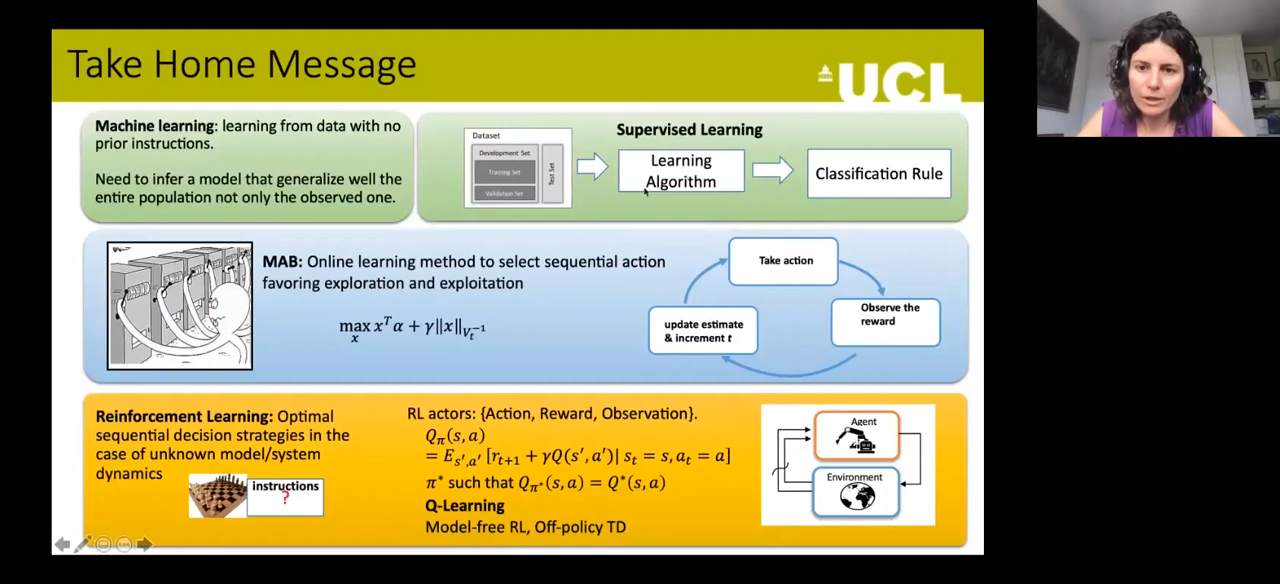 Take Home Message
UCL
Machine learning: learning from data with no
prior instructions.
Need to infer a model that generalize well the
entire population not only the observed one.
Supervised Learning
Dataset
Development Set
Training Set
Validation Set
Test Set
Learning
Algorithm
Classification Rule
MAB: Online learning method to select sequential action
favoring exploration and exploitation
max x^T α + γ‖x‖_{V_t^{-1}}
x
Take action
Observe the
reward
update estimate
& increment t
Reinforcement Learning: Optimal
sequential decision strategies in the
case of unknown model/system
dynamics
instructions
?
RL actors: {Action, Reward, Observation}.
Q_π(s, a)
= E_{s′,a′} [r_{t+1} + γQ(s′, a′)| s_t = s, a_t = a]
π* such that Q_{π*}(s, a) = Q*(s, a)
Q-Learning
Model-free RL, Off-policy TD
Agent
Environment